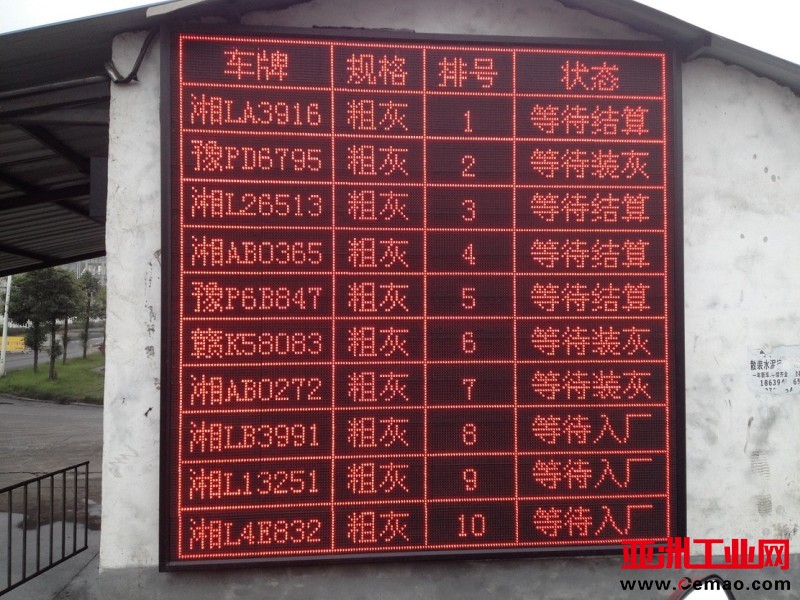 车牌 规格 排号 状态
湘LA3916 粗灰 1 等待结算
豫PD6795 粗灰 2 等待装灰
湘L26513 粗灰 3 等待结算
湘AB0365 粗灰 4 等待结算
豫P6B847 粗灰 5 等待结算
赣K58083 粗灰 6 等待装灰
湘AB0272 粗灰 7 等待装灰
湘LB3991 粗灰 8 等待入厂
湘L13251 粗灰 9 等待入厂
湘L4E832 粗灰 10 等待入厂
散装水泥
18639
亚洲工业网
www.cemao.com